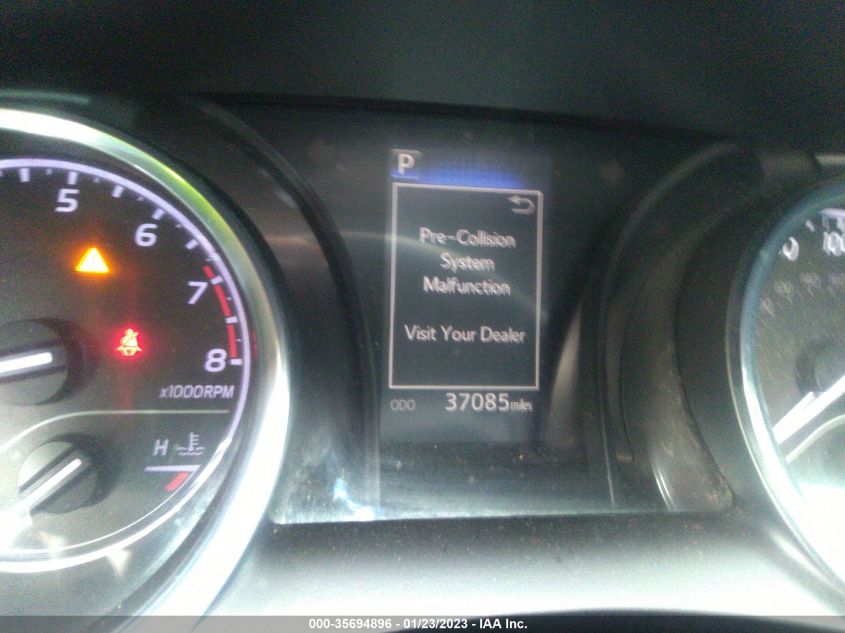 P
Pre-Collision
System
Malfunction
Visit Your Dealer
ODO 37085 miles
5
6
7
8
x1000RPM
H
100
000-35694896 - 01/23/2023 - IAA Inc.